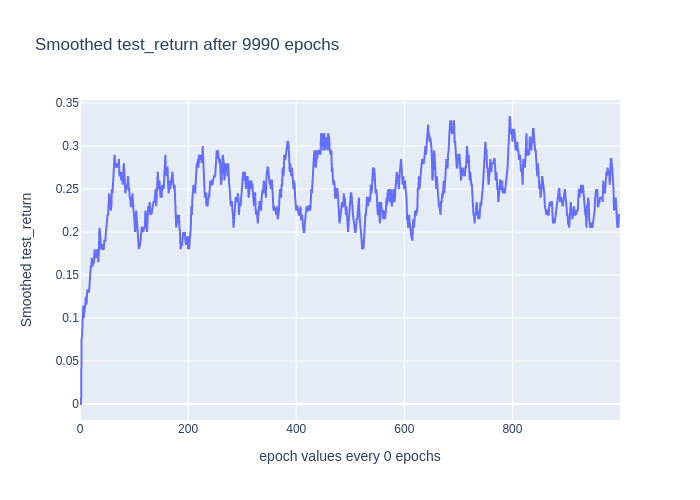 Smoothed test_return after 9990 epochs
0.35
0.3
0.25
0.2
0.15
0.1
0.05
0
Smoothed test_return
0 200 400 600 800
epoch values every 0 epochs